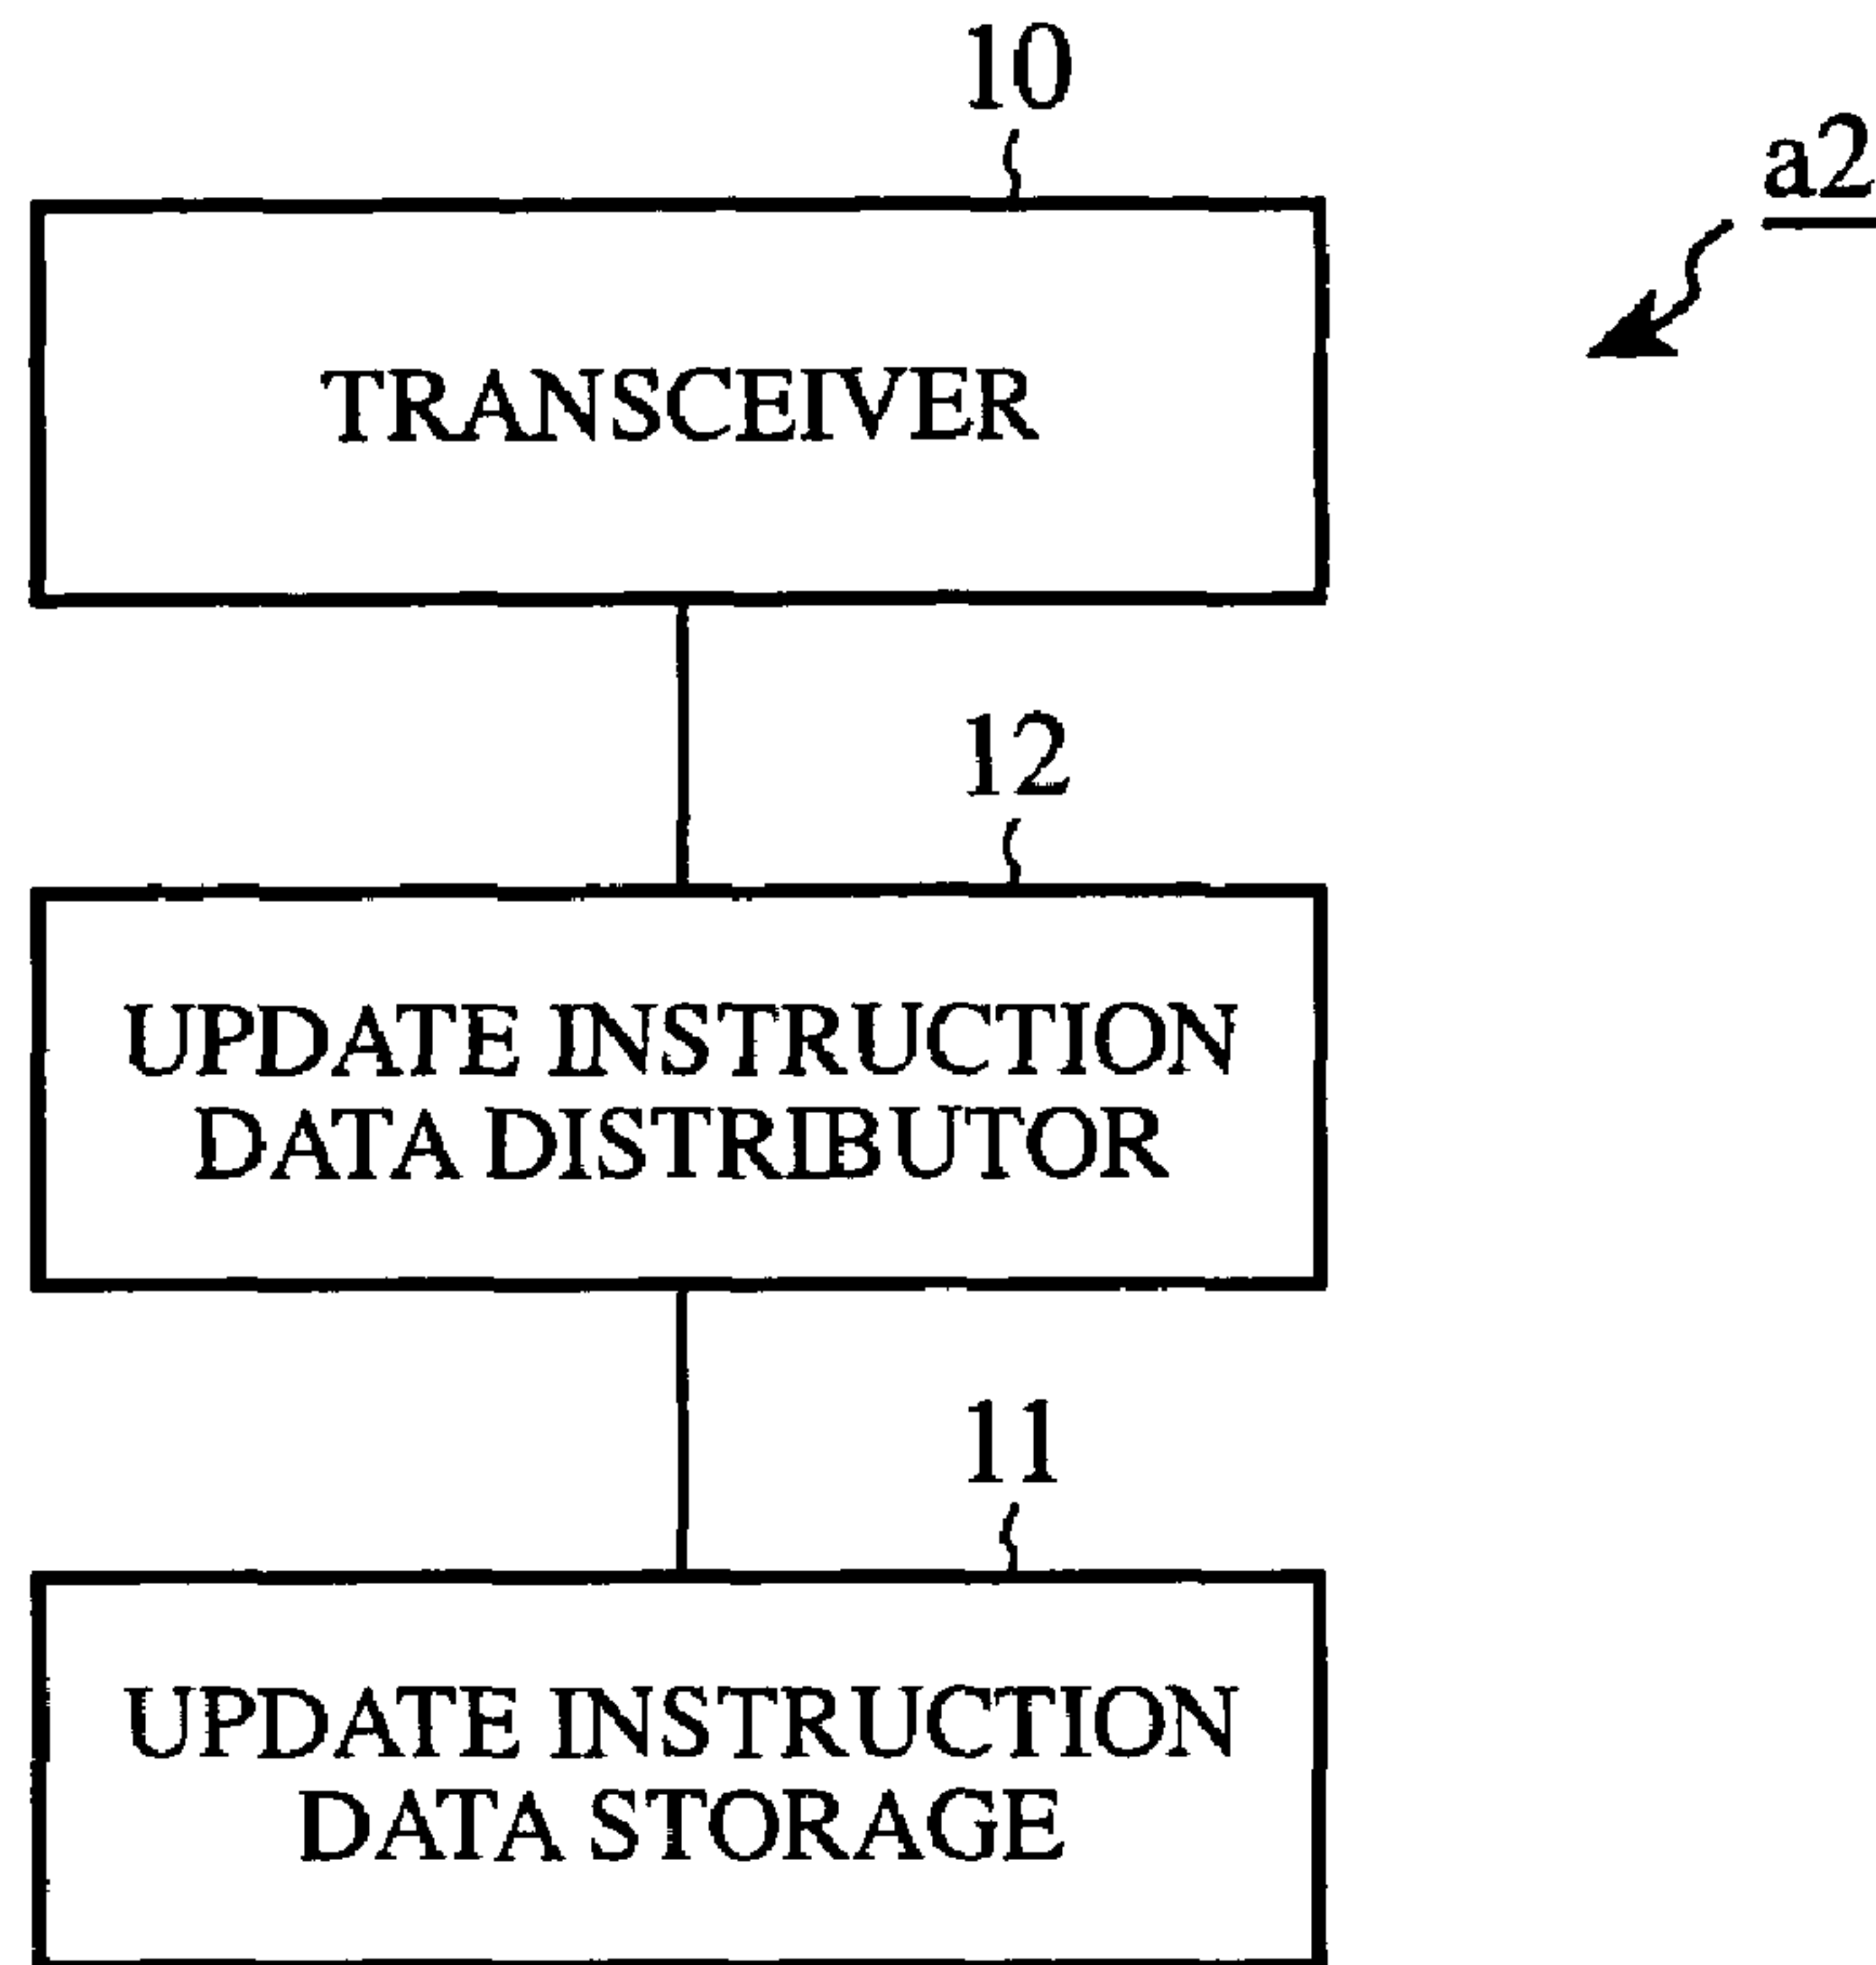 10
a2
TRANSCEIVER
12
UPDATE INSTRUCTION
DATA DISTRIBUTOR
11
UPDATE INSTRUCTION
DATA STORAGE